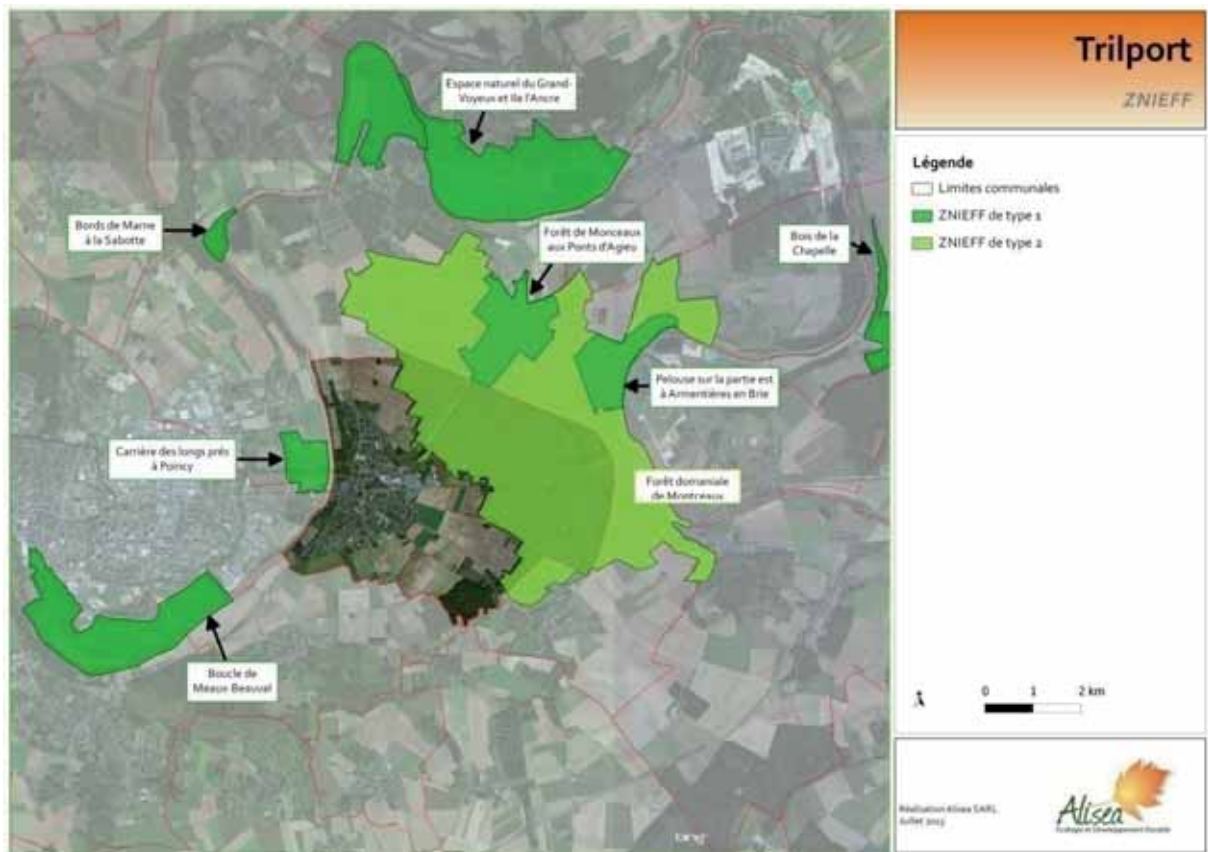 Trilport
ZNIEFF
Espace naturel du Grand-
Voyeux et Ile l'Ancre
Bords de Marne
à la Sabotte
Forêt de Monceaux
aux Ponts d'Agieu
Bois de la
Chapelle
Pelouse sur la partie est
à Armentières en Brie
Carrière des longs prés
à Poincy
Forêt domaniale
de Montceaux
Boucle de
Meaux-Beauval
Légende
Limites communales
ZNIEFF de type 1
ZNIEFF de type 2
0 1 2 km
Réalisation Alisea SARL
Juillet 2013
Alisea
Ecologie et Développement Durable
bing